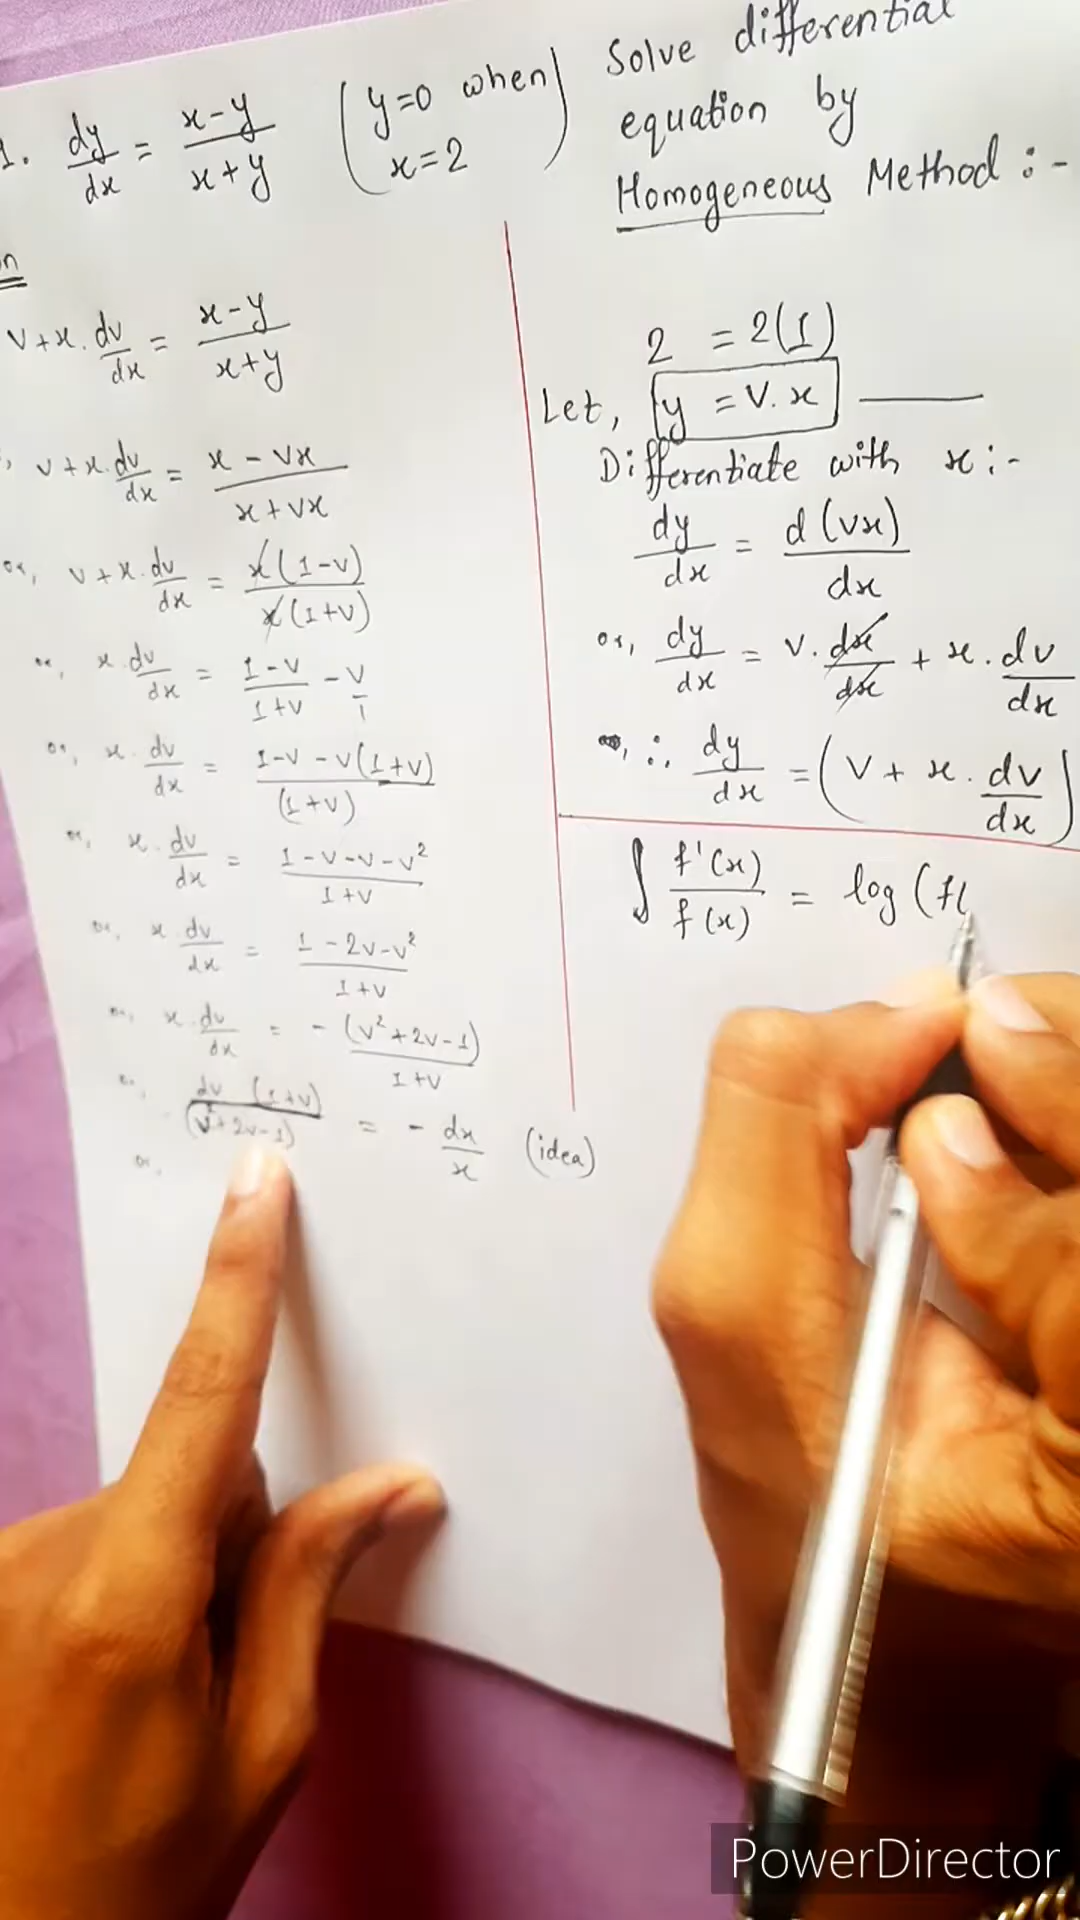 1. dy/dx = x-y/x+y (y=0 when x=2)
Solve differential
equation by
Homogeneous Method :-
on
v+x.dv/dx = x-y/x+y
, v+x.dv/dx = x-vx/x+vx
or, v+x.dv/dx = x(1-v)/x(1+v)
or, x.dv/dx = 1-v/1+v - v/1
or, x.dv/dx = 1-v-v(1+v)/(1+v)
or, x.dv/dx = 1-v-v-v²/1+v
or, x.dv/dx = 1-2v-v²/1+v
or, x.dv/dx = -(v²+2v-1)/1+v
or, dv (1+v)/(v²+2v-1) = -dx/x (idea)
or,
2 = 2(1)
Let, y = v.x
Differentiate with x:-
dy/dx = d(vx)/dx
or, dy/dx = v.dx/dx + x.dv/dx
∴ dy/dx = (v+x.dv/dx)
∫ f'(x)/f(x) = log (f(
PowerDirector